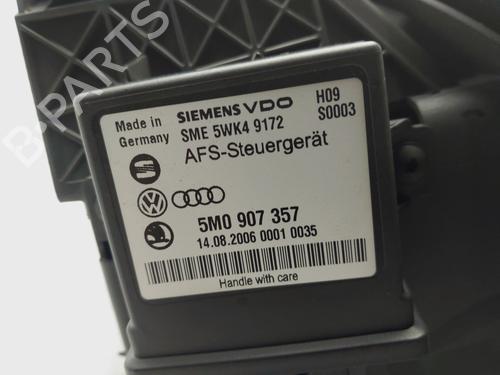 Made in SIEMENS VDO H09
Germany SME 5WK4 9172 S0003
AFS-Steuergerät
5M0 907 357
14.08.2006 0001 0035
Handle with care
B-PARTS